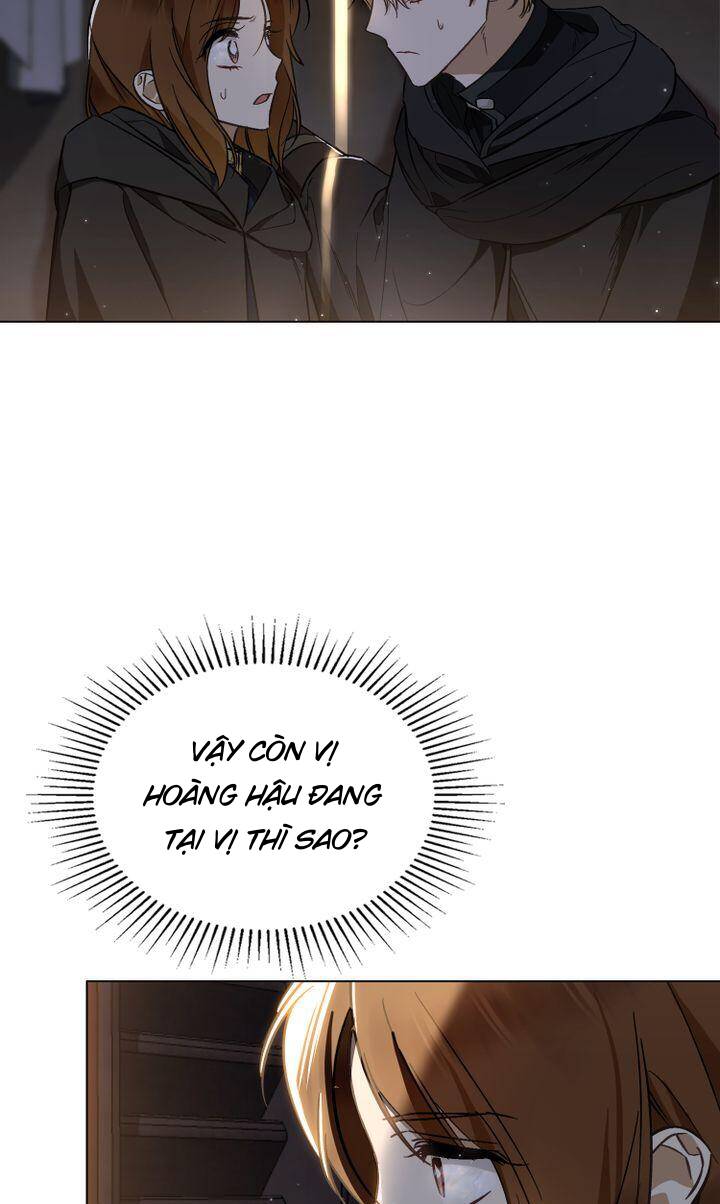 VẬY CÒN VỊ
HOÀNG HẬU ĐANG
TẠI VỊ THÌ SAO?